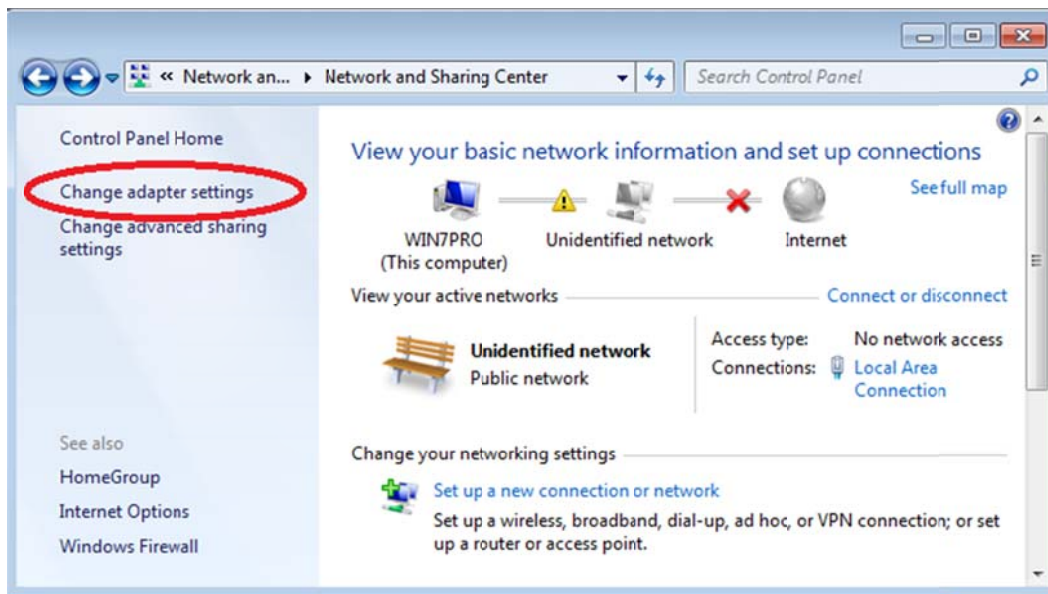 « Network an... ▸ Network and Sharing Center
Search Control Panel
Control Panel Home
Change adapter settings
Change advanced sharing
settings
See also
HomeGroup
Internet Options
Windows Firewall
View your basic network information and set up connections
See full map
WIN7PRO
(This computer)
Unidentified network
Internet
View your active networks
Connect or disconnect
Unidentified network
Public network
Access type: No network access
Connections: Local Area
Connection
Change your networking settings
Set up a new connection or network
Set up a wireless, broadband, dial-up, ad hoc, or VPN connection; or set
up a router or access point.